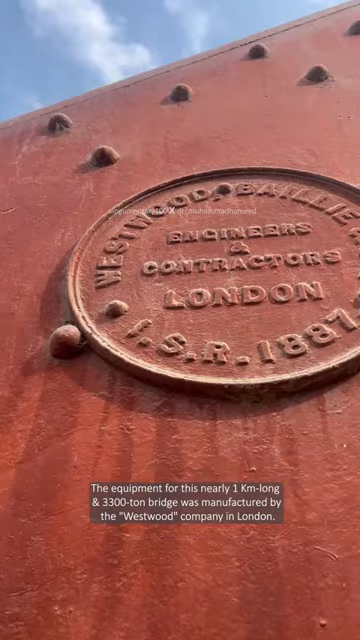 WESTWOOD, BAILLIE
ENGINEERS
&
CONTRACTORS
LONDON
I.S.R. 1887.
The equipment for this nearly 1 Km-long
& 3300-ton bridge was manufactured by
the "Westwood" company in London.